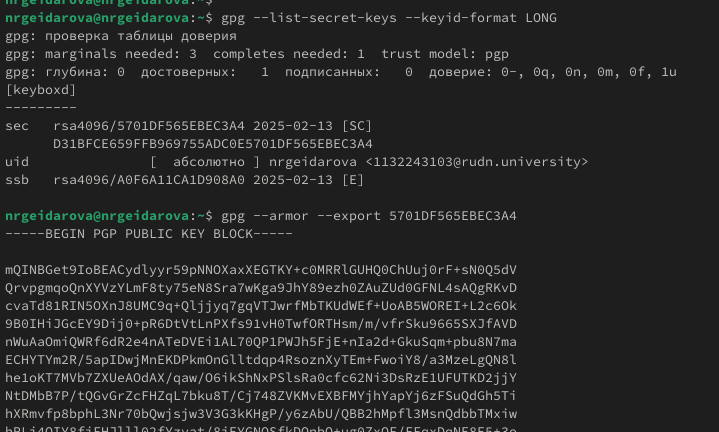 nrgeidarova@nrgeidarova:~$
nrgeidarova@nrgeidarova:~$ gpg --list-secret-keys --keyid-format LONG
gpg: проверка таблицы доверия
gpg: marginals needed: 3  completes needed: 1  trust model: pgp
gpg: глубина: 0  достоверных:   1  подписанных:   0  доверие: 0-, 0q, 0n, 0m, 0f, 1u
[keyboxd]
---------
sec   rsa4096/5701DF565EBEC3A4 2025-02-13 [SC]
      D31BFCE659FFB969755ADC0E5701DF565EBEC3A4
uid                 [  абсолютно ] nrgeidarova <1132243103@rudn.university>
ssb   rsa4096/A0F6A11CA1D908A0 2025-02-13 [E]
nrgeidarova@nrgeidarova:~$ gpg --armor --export 5701DF565EBEC3A4
-----BEGIN PGP PUBLIC KEY BLOCK-----
mQINBGet9IoBEACydlyyr59pNNOXaxXEGTKY+c0MRRlGUHQ0ChUuj0rF+sN0Q5dV
QrvpgmqoQnXYVzYLmF8ty75eN8Sra7wKga9JhY89ezh0ZAuZUd0GFNL4sAQgRKvD
cvaTd81RIN5OXnJ8UMC9q+Qljjyq7gqVTJwrfMbTKUdWEf+UoAB5WOREI+L2c6Ok
9B0IHiJGcEY9Dij0+pR6DtVtLnPXfs91vH0TwfORTHsm/m/vfrSku9665SXJfAVD
nWuAaOmiQWRf6dR2e4nATeDVEi1AL70QP1PWJh5FjE+nIa2d+GkuSqm+pbu8N7ma
ECHYTYm2R/5apIDwjMnEKDPkmOnGlltdqp4RsoznXyTEm+FwoiY8/a3MzeLgQN8l
he1oKT7MVb7ZXUeAOdAX/qaw/O6ikShNxPSlsRa0cfc62Ni3DsRzE1UFUTKD2jjY
NtDMbB7P/tQGvGrZcFHZqL7bku8T/Cj748ZVKMvEXBFMYjhYapYj6zFSuQdGh5Ti
hXRmvfp8bphL3Nr70bQwjsjw3V3G3kKHgP/y6zAbU/QBB2hMpfl3MsnQdbbTMxiw